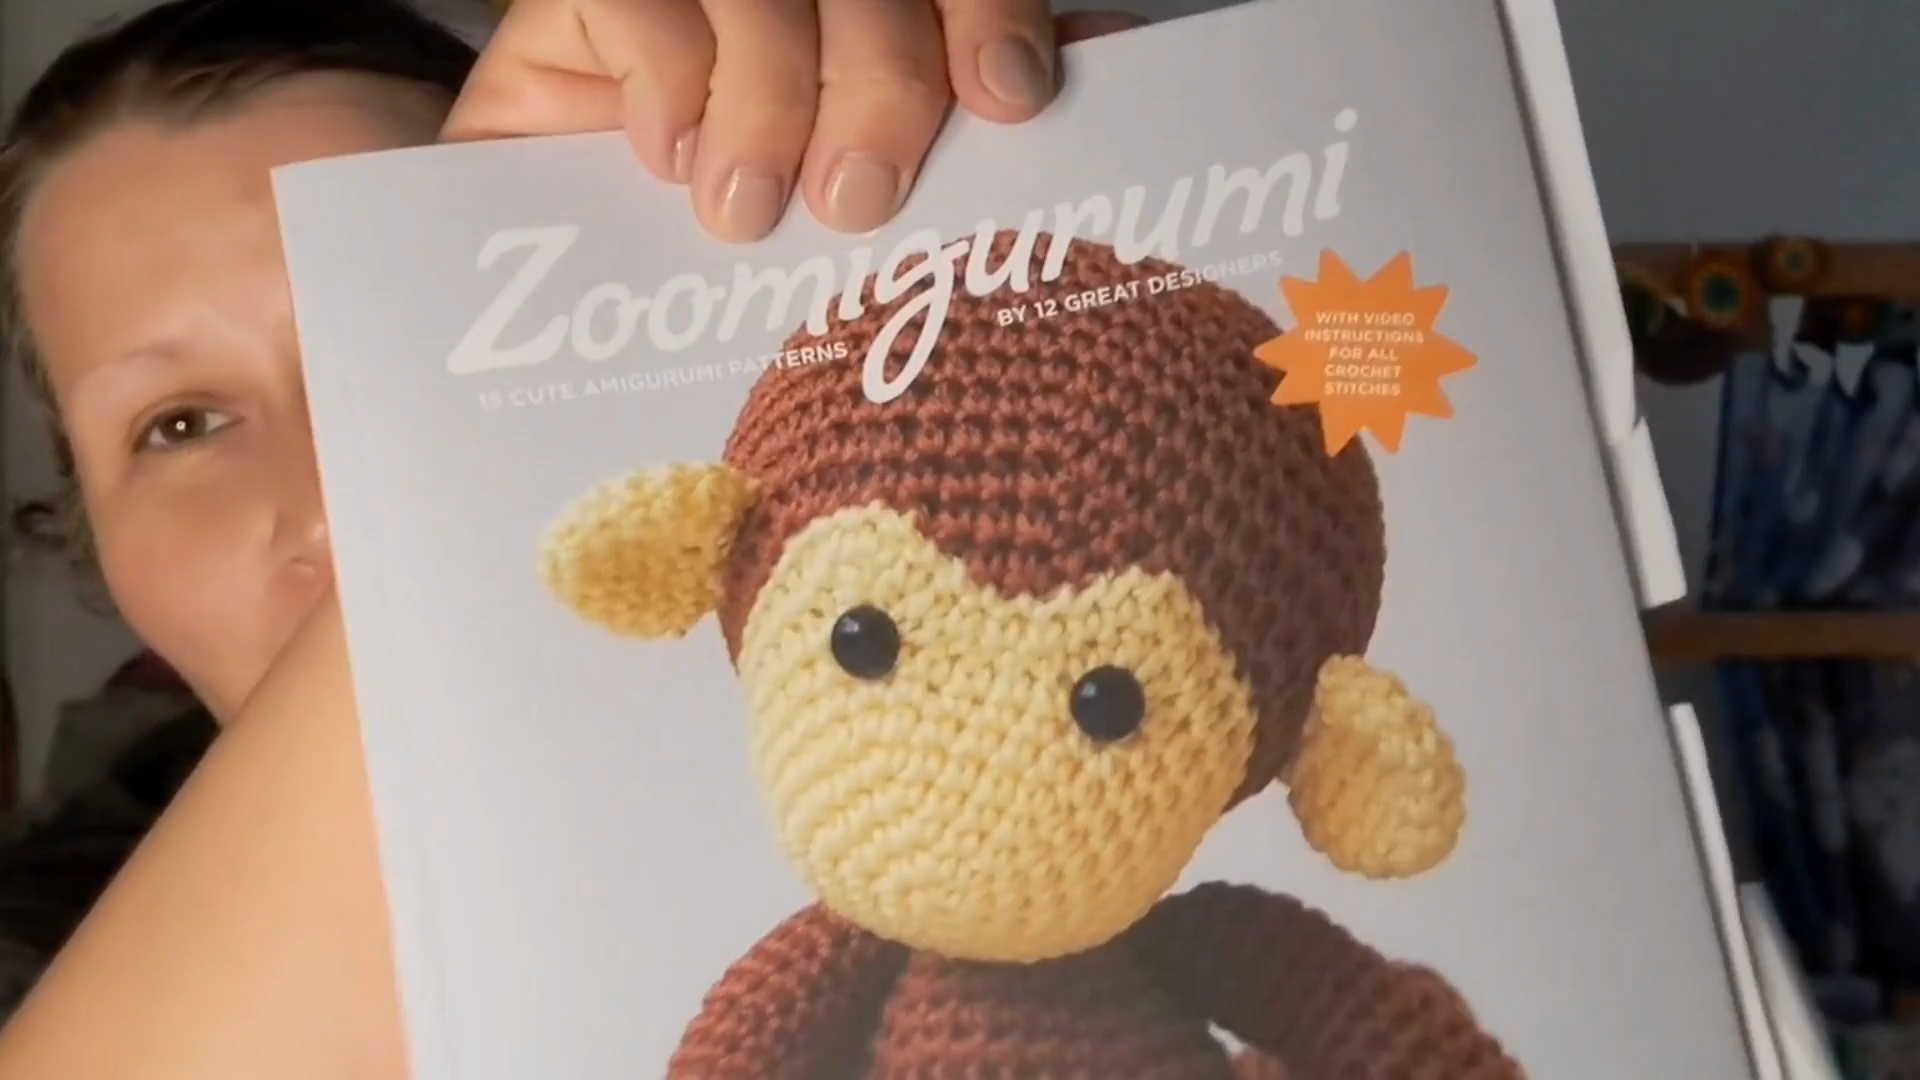 Zoomigurumi
15 CUTE AMIGURUMI PATTERNS
BY 12 GREAT DESIGNERS
WITH VIDEO
INSTRUCTIONS
FOR ALL
CROCHET
STITCHES